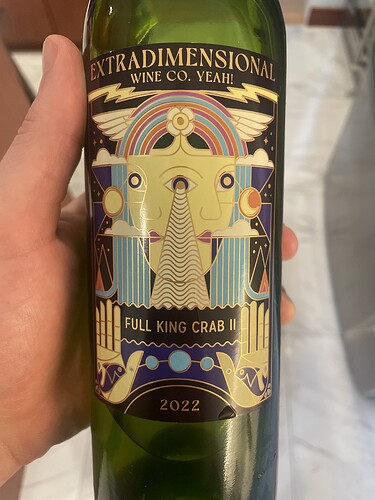 EXTRADIMENSIONAL
WINE CO. YEAH!
FULL KING CRAB II
2022